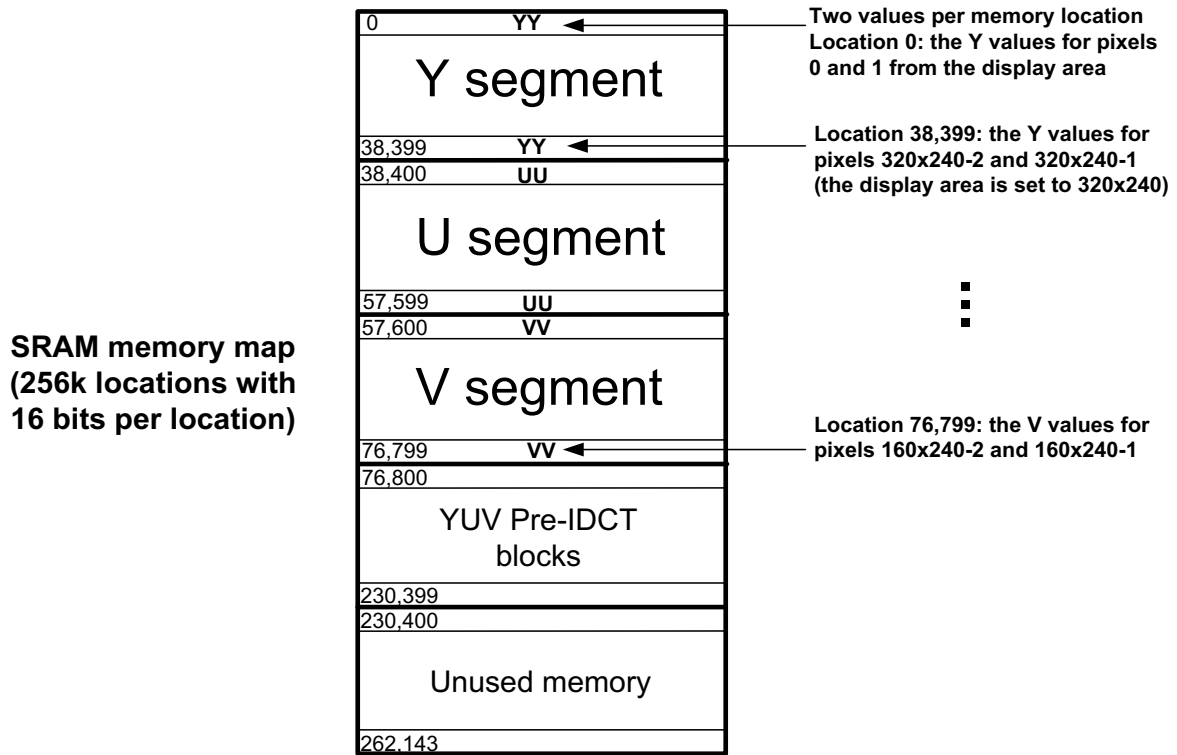 0 YY
Y segment
38,399 YY
38,400 UU
U segment
57,599 UU
57,600 VV
V segment
76,799 VV
76,800
YUV Pre-IDCT
blocks
230,399
230,400
Unused memory
262,143
SRAM memory map
(256k locations with
16 bits per location)
Two values per memory location
Location 0: the Y values for pixels
0 and 1 from the display area
Location 38,399: the Y values for
pixels 320x240-2 and 320x240-1
(the display area is set to 320x240)
Location 76,799: the V values for
pixels 160x240-2 and 160x240-1